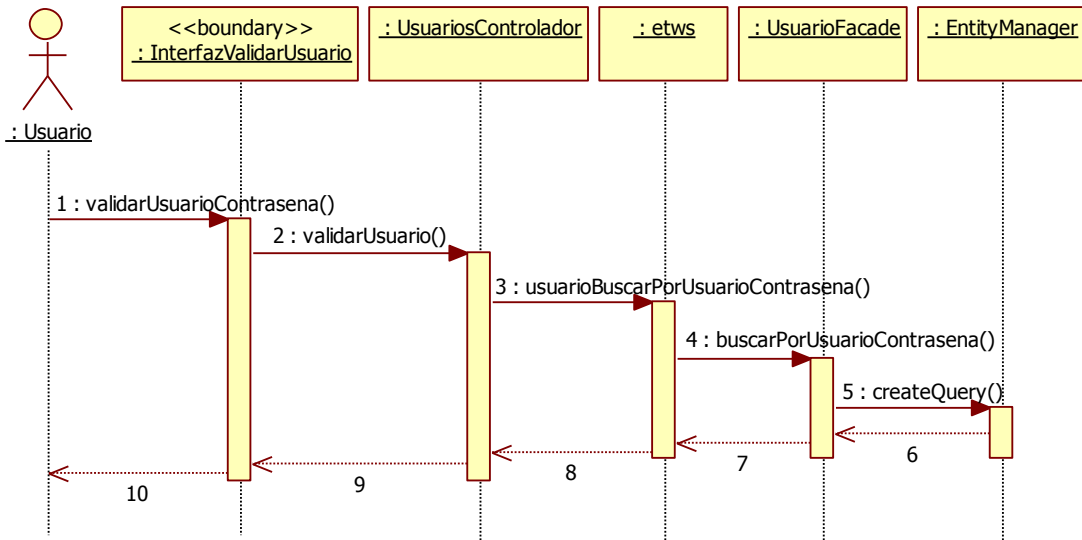 <<boundary>>
: InterfazValidarUsuario
: UsuariosControlador
: etws
: UsuarioFacade
: EntityManager
: Usuario
1 : validarUsuarioContrasena()
2 : validarUsuario()
3 : usuarioBuscarPorUsuarioContrasena()
4 : buscarPorUsuarioContrasena()
5 : createQuery()
6
7
8
9
10